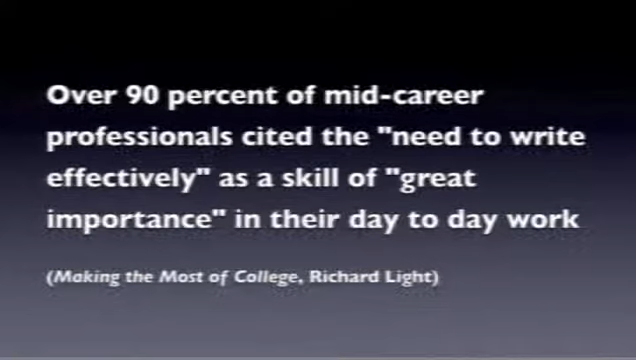 Over 90 percent of mid-career
professionals cited the "need to write
effectively" as a skill of "great
importance" in their day to day work
(Making the Most of College, Richard Light)